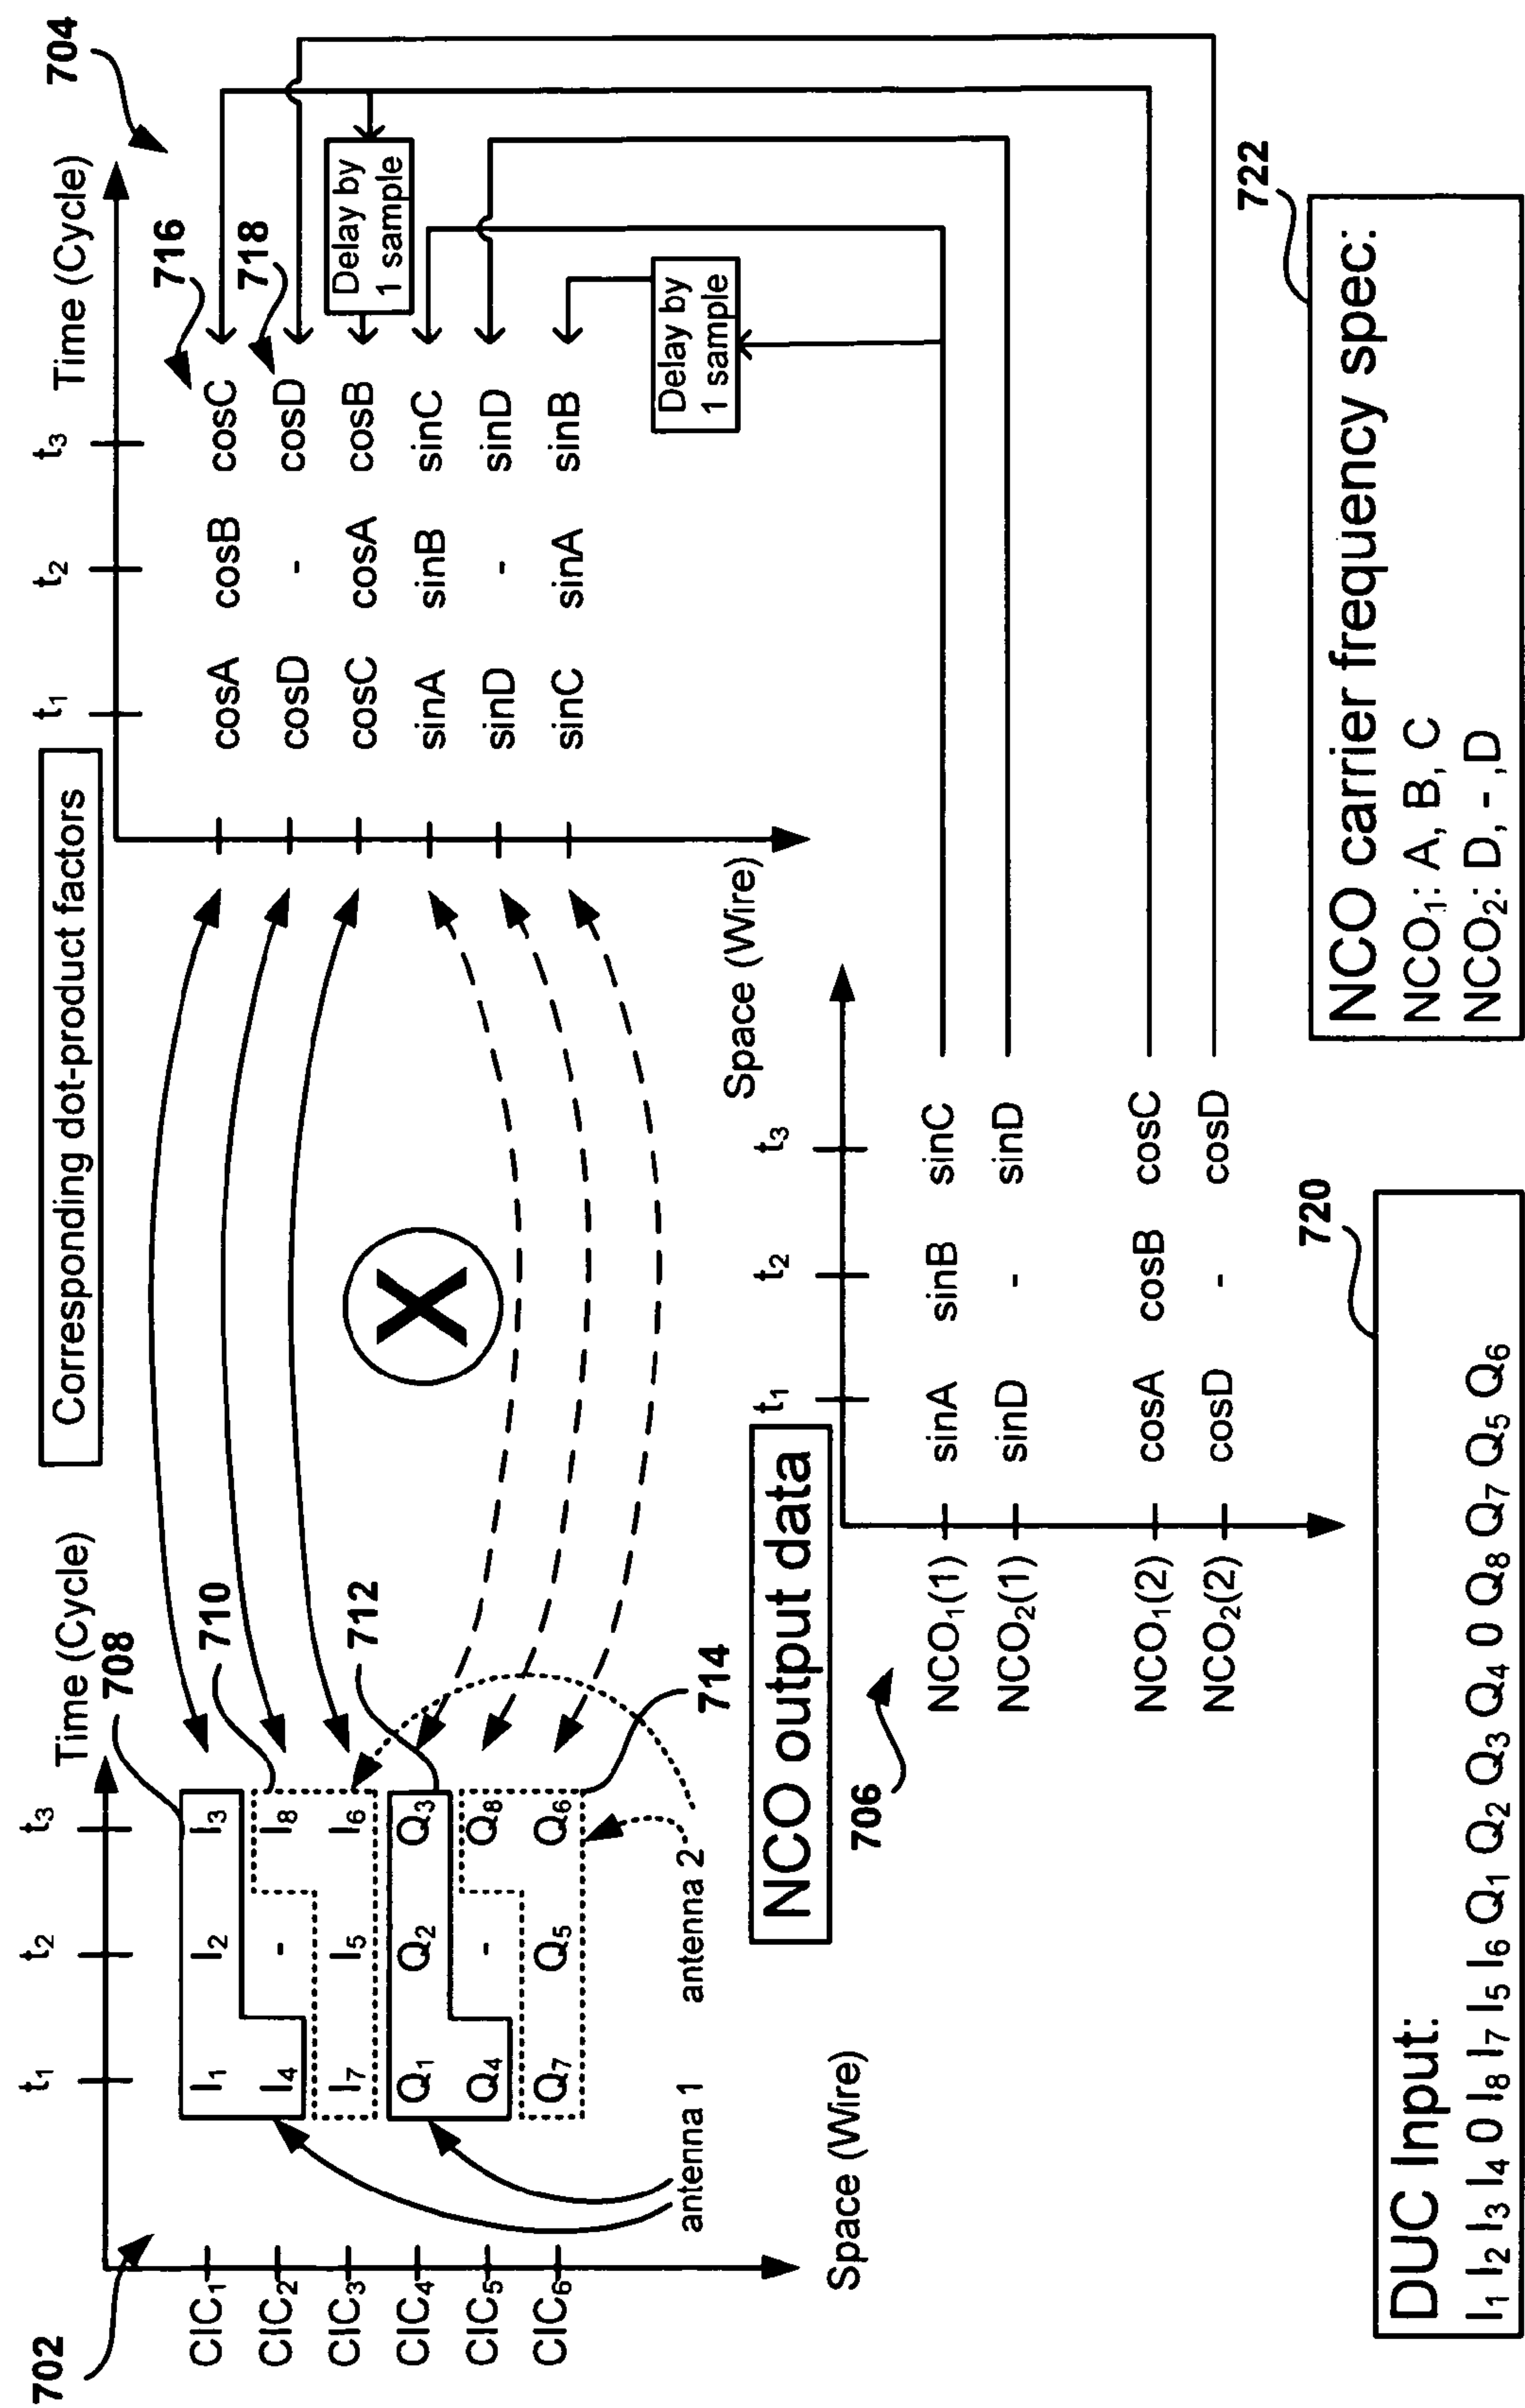 702
Time (Cycle)
t1 t2 t3
CIC1 I1 I2 I3
CIC2 I4 - I8
CIC3 I7 I5 I6
CIC4 Q1 Q2 Q3
CIC5 Q4 - Q8
CIC6 Q7 Q5 Q6
708
710
712
714
antenna 1
antenna 2
Space (Wire)
X
Corresponding dot-product factors
704
Time (Cycle)
t1 t2 t3
cosA cosB cosC
cosD - cosD
cosC cosA cosB
sinA sinB sinC
sinD - sinD
sinC sinA sinB
716
718
Delay by
1 sample
Delay by
1 sample
Space (Wire)
NCO output data
706
t1 t2 t3
NCO1(1) sinA sinB sinC
NCO2(1) sinD - sinD
NCO1(2) cosA cosB cosC
NCO2(2) cosD - cosD
720
DUC Input:
I1 I2 I3 I4 0 I8 I7 I5 I6 Q1 Q2 Q3 Q4 0 Q8 Q7 Q5 Q6
722
NCO carrier frequency spec:
NCO1: A, B, C
NCO2: D, - ,D